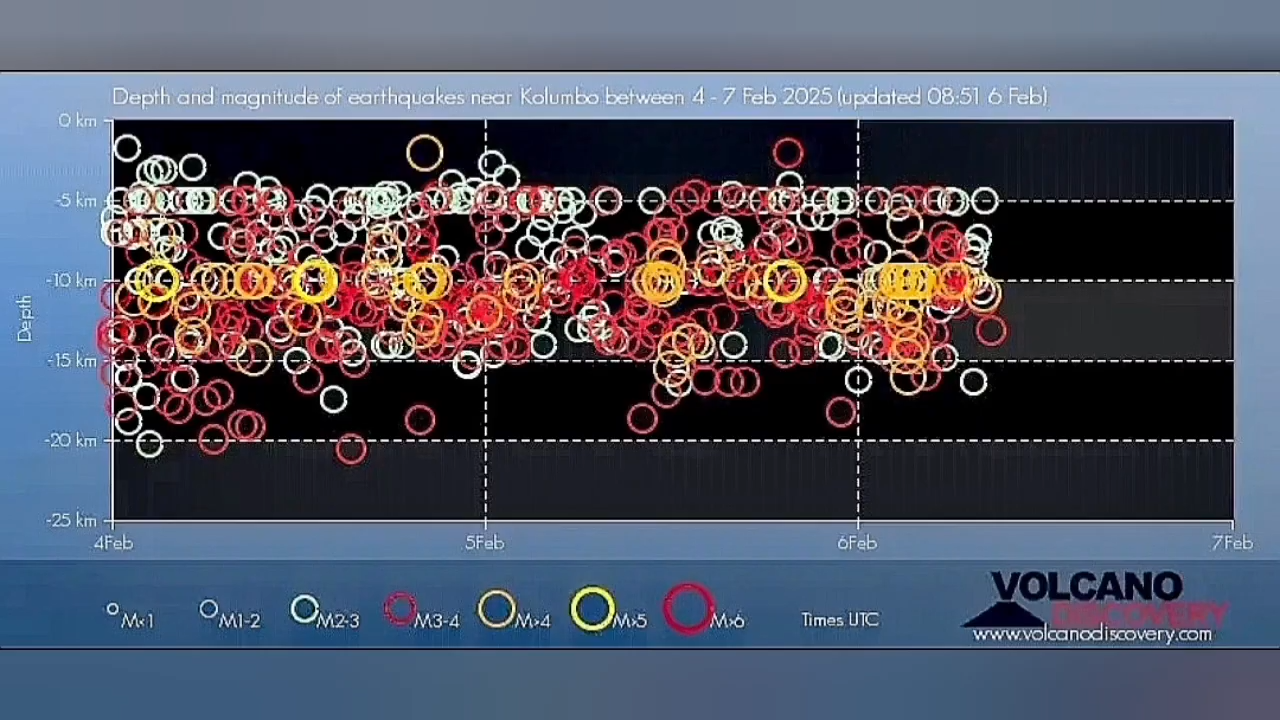 Depth and magnitude of earthquakes near Kolumbo between 4 - 7 Feb 2025 (updated 08:51 6 Feb)
0 km
-5 km
-10 km
-15 km
-20 km
-25 km
Depth
4Feb 5Feb 6Feb 7Feb
M<1 M1-2 M2-3 M3-4 M>4 M>5 M>6 Times UTC
VOLCANO
DISCOVERY
www.volcanodiscovery.com